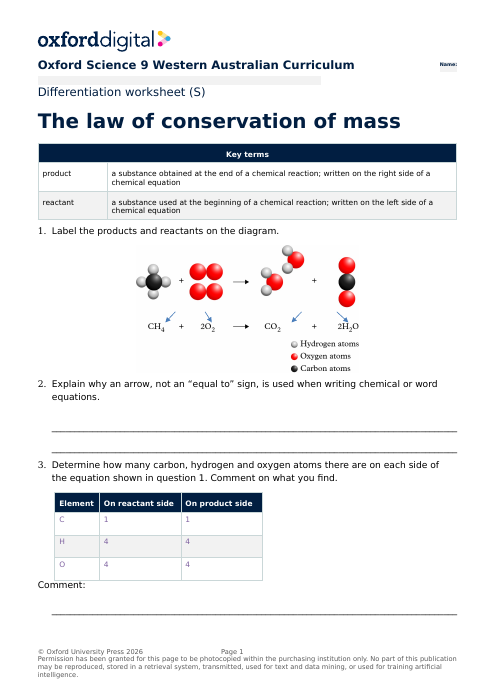 oxforddigital
Oxford Science 9 Western Australian Curriculum
Name:
Differentiation worksheet (S)
The law of conservation of mass
Key terms
product
a substance obtained at the end of a chemical reaction; written on the right side of a
chemical equation
reactant
a substance used at the beginning of a chemical reaction; written on the left side of a
chemical equation
1. Label the products and reactants on the diagram.
+ → +
CH₄ + 2O₂ → CO₂ + 2H₂O
Hydrogen atoms
Oxygen atoms
Carbon atoms
2. Explain why an arrow, not an “equal to” sign, is used when writing chemical or word
equations.
3. Determine how many carbon, hydrogen and oxygen atoms there are on each side of
the equation shown in question 1. Comment on what you find.
Element On reactant side On product side
C 1 1
H 4 4
O 4 4
Comment:
© Oxford University Press 2026 Page 1
Permission has been granted for this page to be photocopied within the purchasing institution only. No part of this publication
may be reproduced, stored in a retrieval system, transmitted, used for text and data mining, or used for training artificial
intelligence.